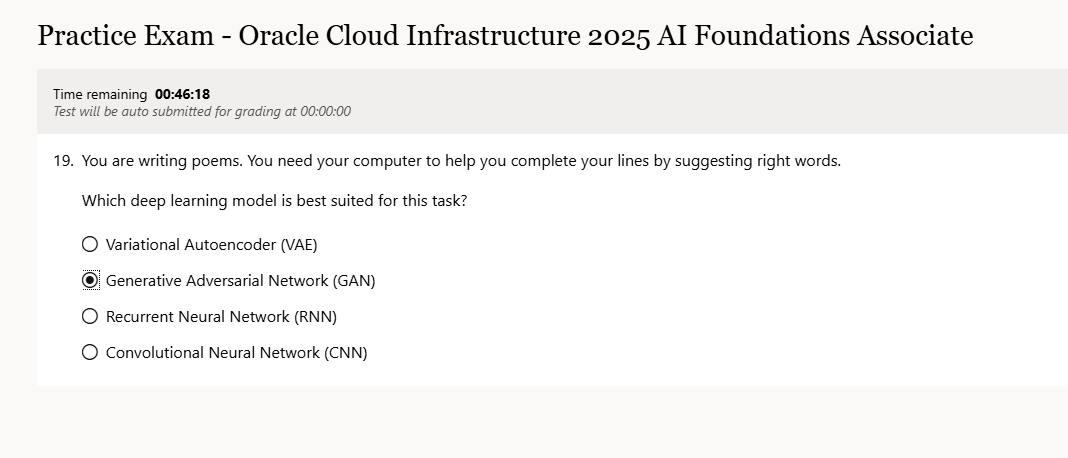 Practice Exam - Oracle Cloud Infrastructure 2025 AI Foundations Associate
Time remaining 00:46:18
Test will be auto submitted for grading at 00:00:00
19. You are writing poems. You need your computer to help you complete your lines by suggesting right words.
Which deep learning model is best suited for this task?
Variational Autoencoder (VAE)
Generative Adversarial Network (GAN)
Recurrent Neural Network (RNN)
Convolutional Neural Network (CNN)